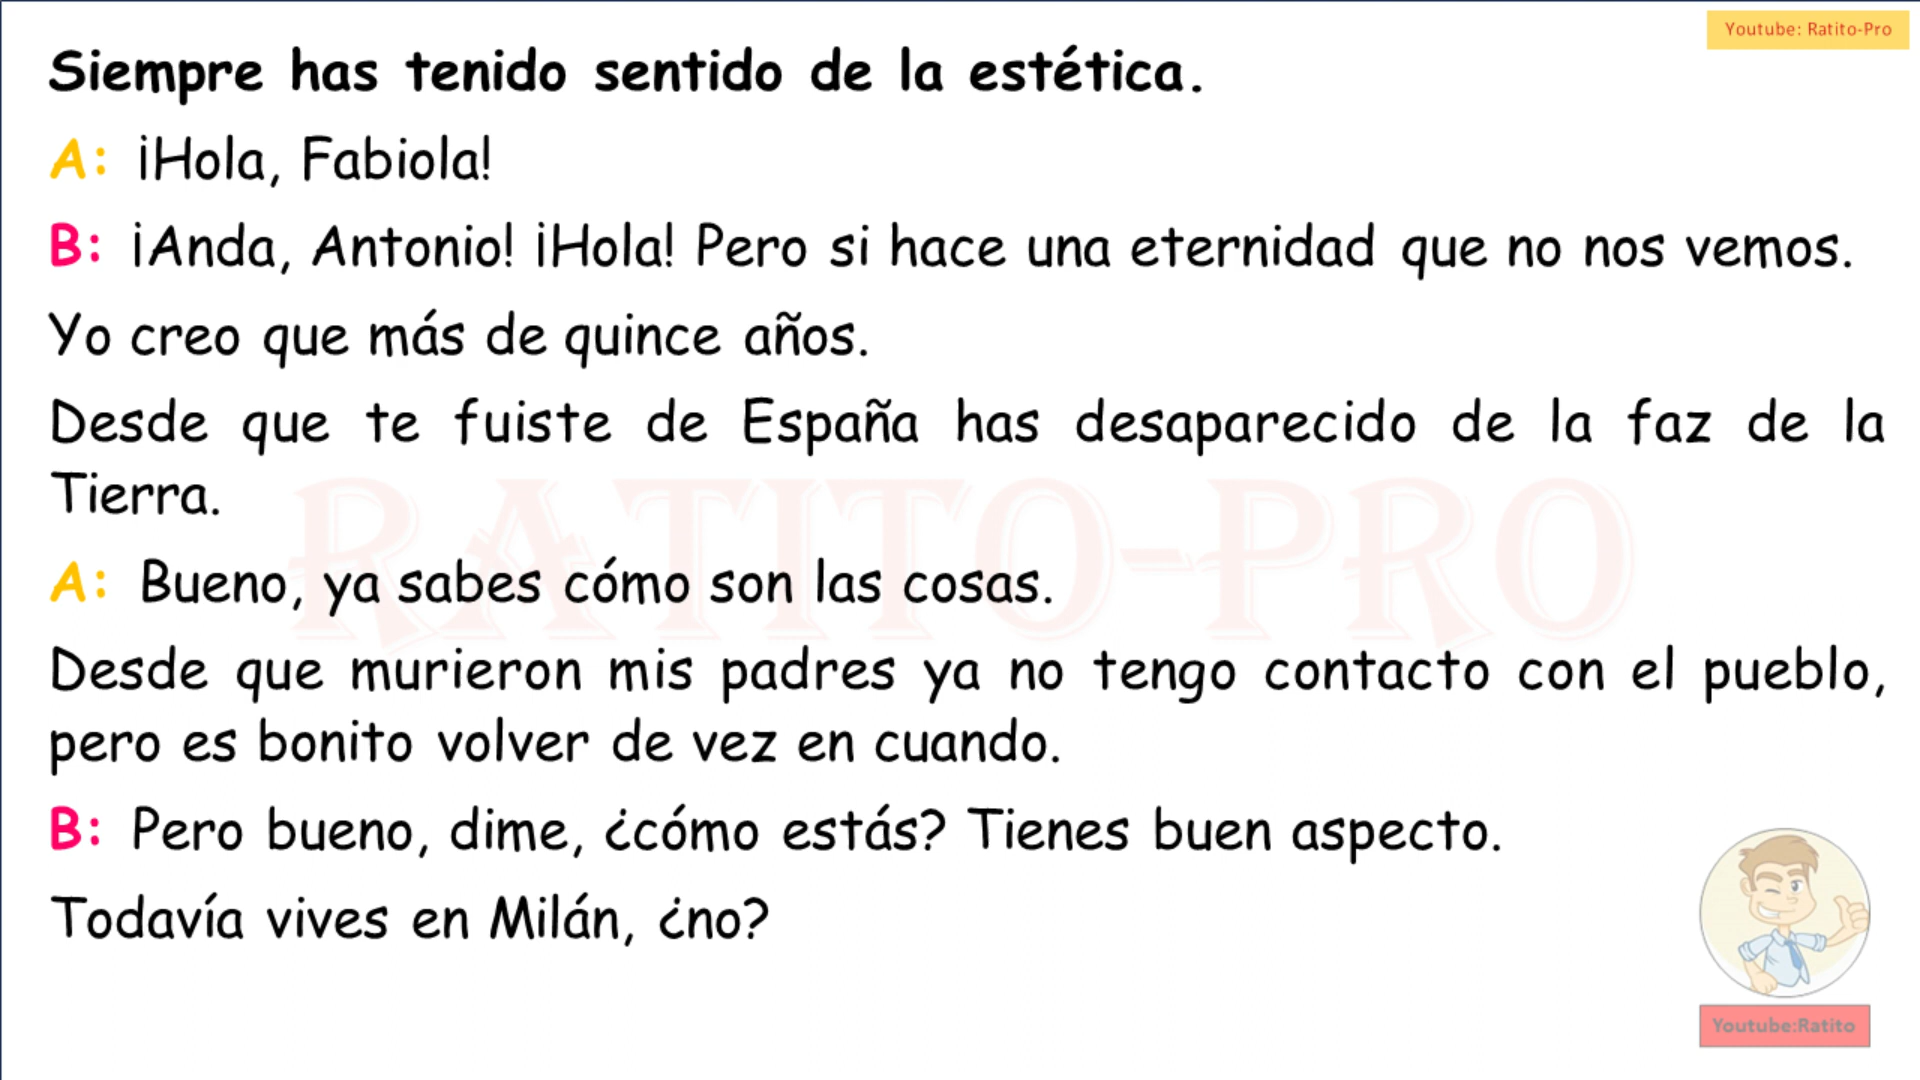 Youtube: Ratito-Pro
Siempre has tenido sentido de la estética.
A: ¡Hola, Fabiola!
B: ¡Anda, Antonio! ¡Hola! Pero si hace una eternidad que no nos vemos.
Yo creo que más de quince años.
Desde que te fuiste de España has desaparecido de la faz de la
Tierra.
RATITO-PRO
A: Bueno, ya sabes cómo son las cosas.
Desde que murieron mis padres ya no tengo contacto con el pueblo,
pero es bonito volver de vez en cuando.
B: Pero bueno, dime, ¿cómo estás? Tienes buen aspecto.
Todavía vives en Milán, ¿no?
Youtube:Ratito